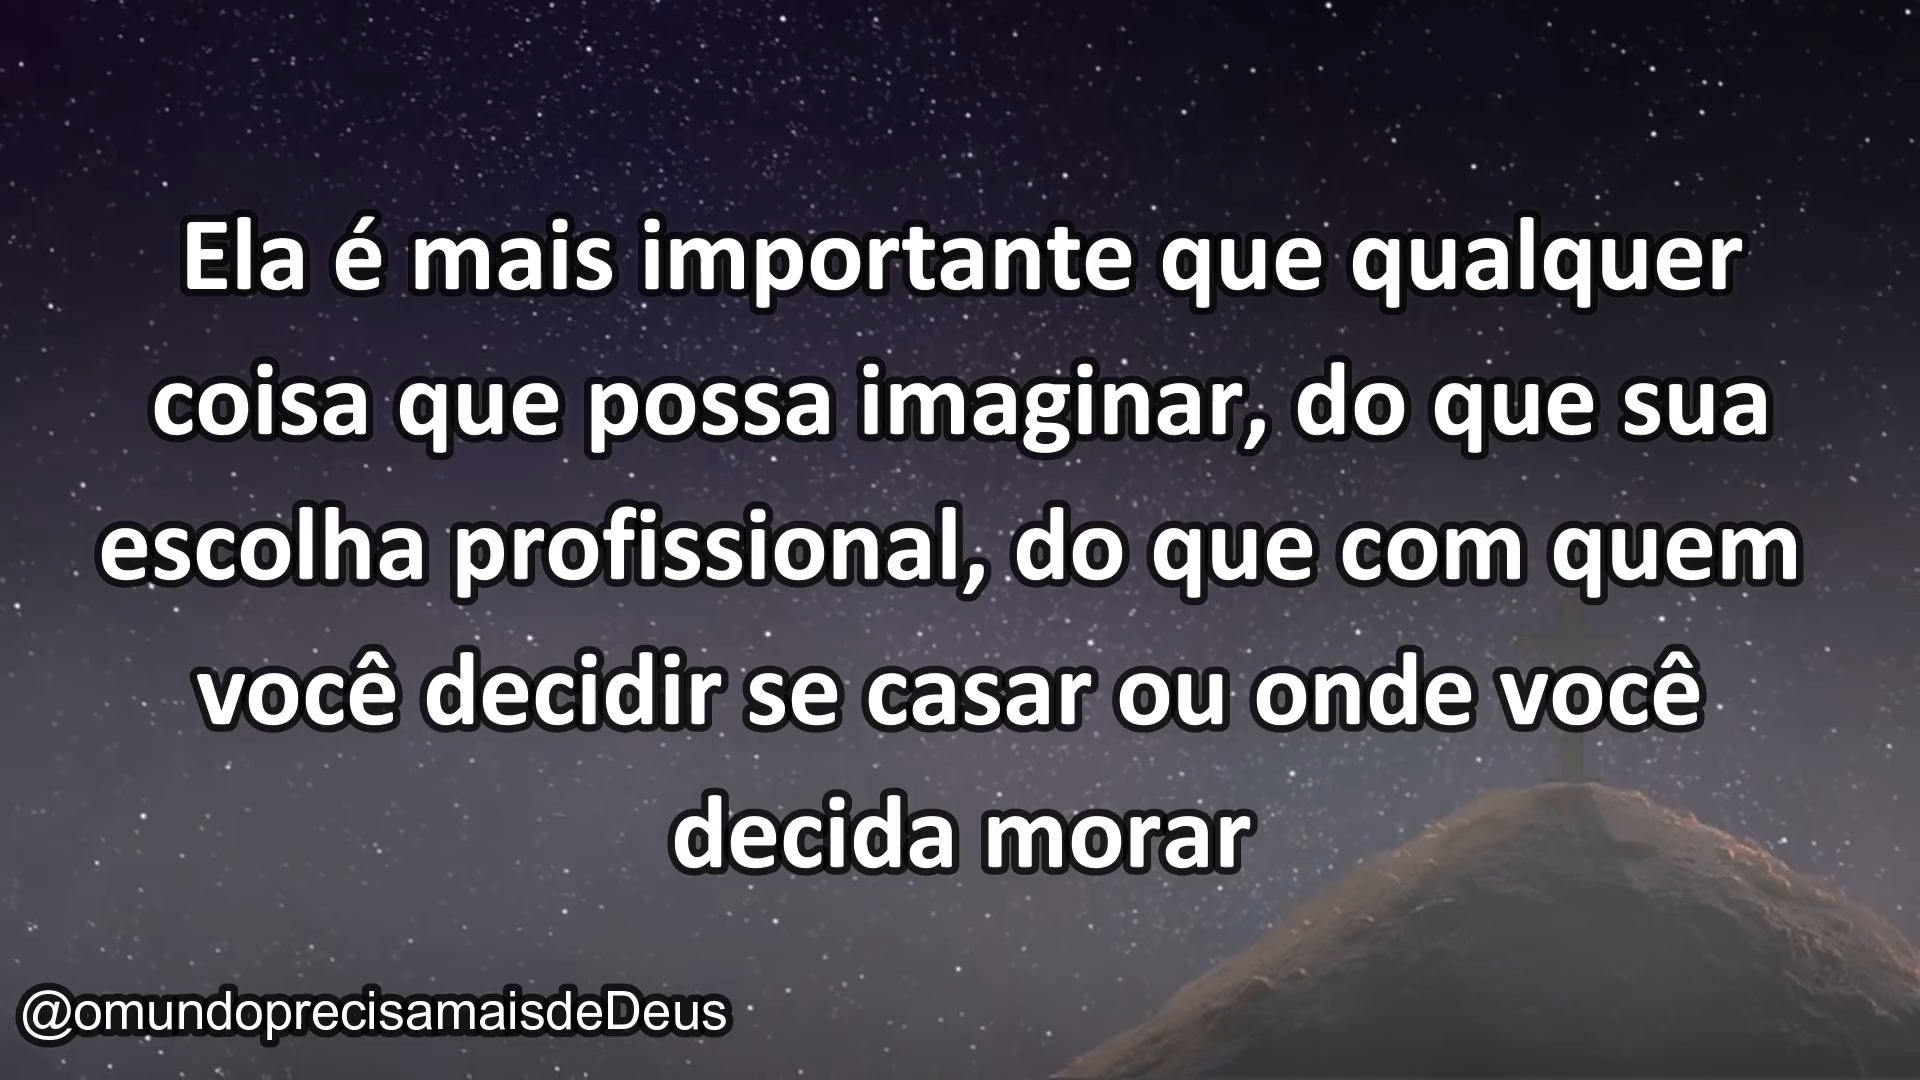 Ela é mais importante que qualquer
coisa que possa imaginar, do que sua
escolha profissional, do que com quem
você decidir se casar ou onde você
decida morar
@omundoprecisamaisdeDeus